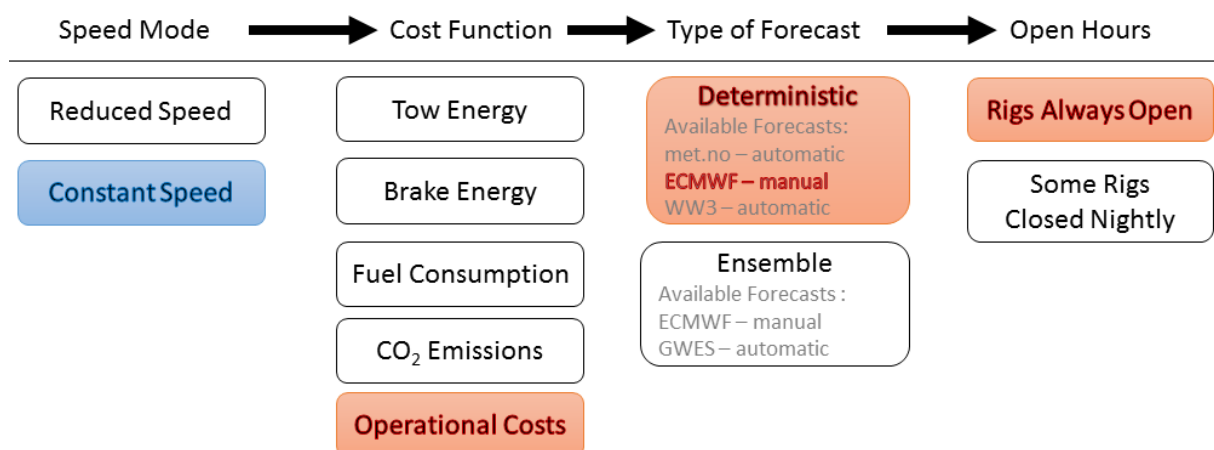 Speed Mode
Cost Function
Type of Forecast
Open Hours
Reduced Speed
Constant Speed
Tow Energy
Brake Energy
Fuel Consumption
CO₂ Emissions
Operational Costs
Deterministic
Available Forecasts:
met.no – automatic
ECMWF – manual
WW3 – automatic
Ensemble
Available Forecasts :
ECMWF – manual
GWES – automatic
Rigs Always Open
Some Rigs
Closed Nightly